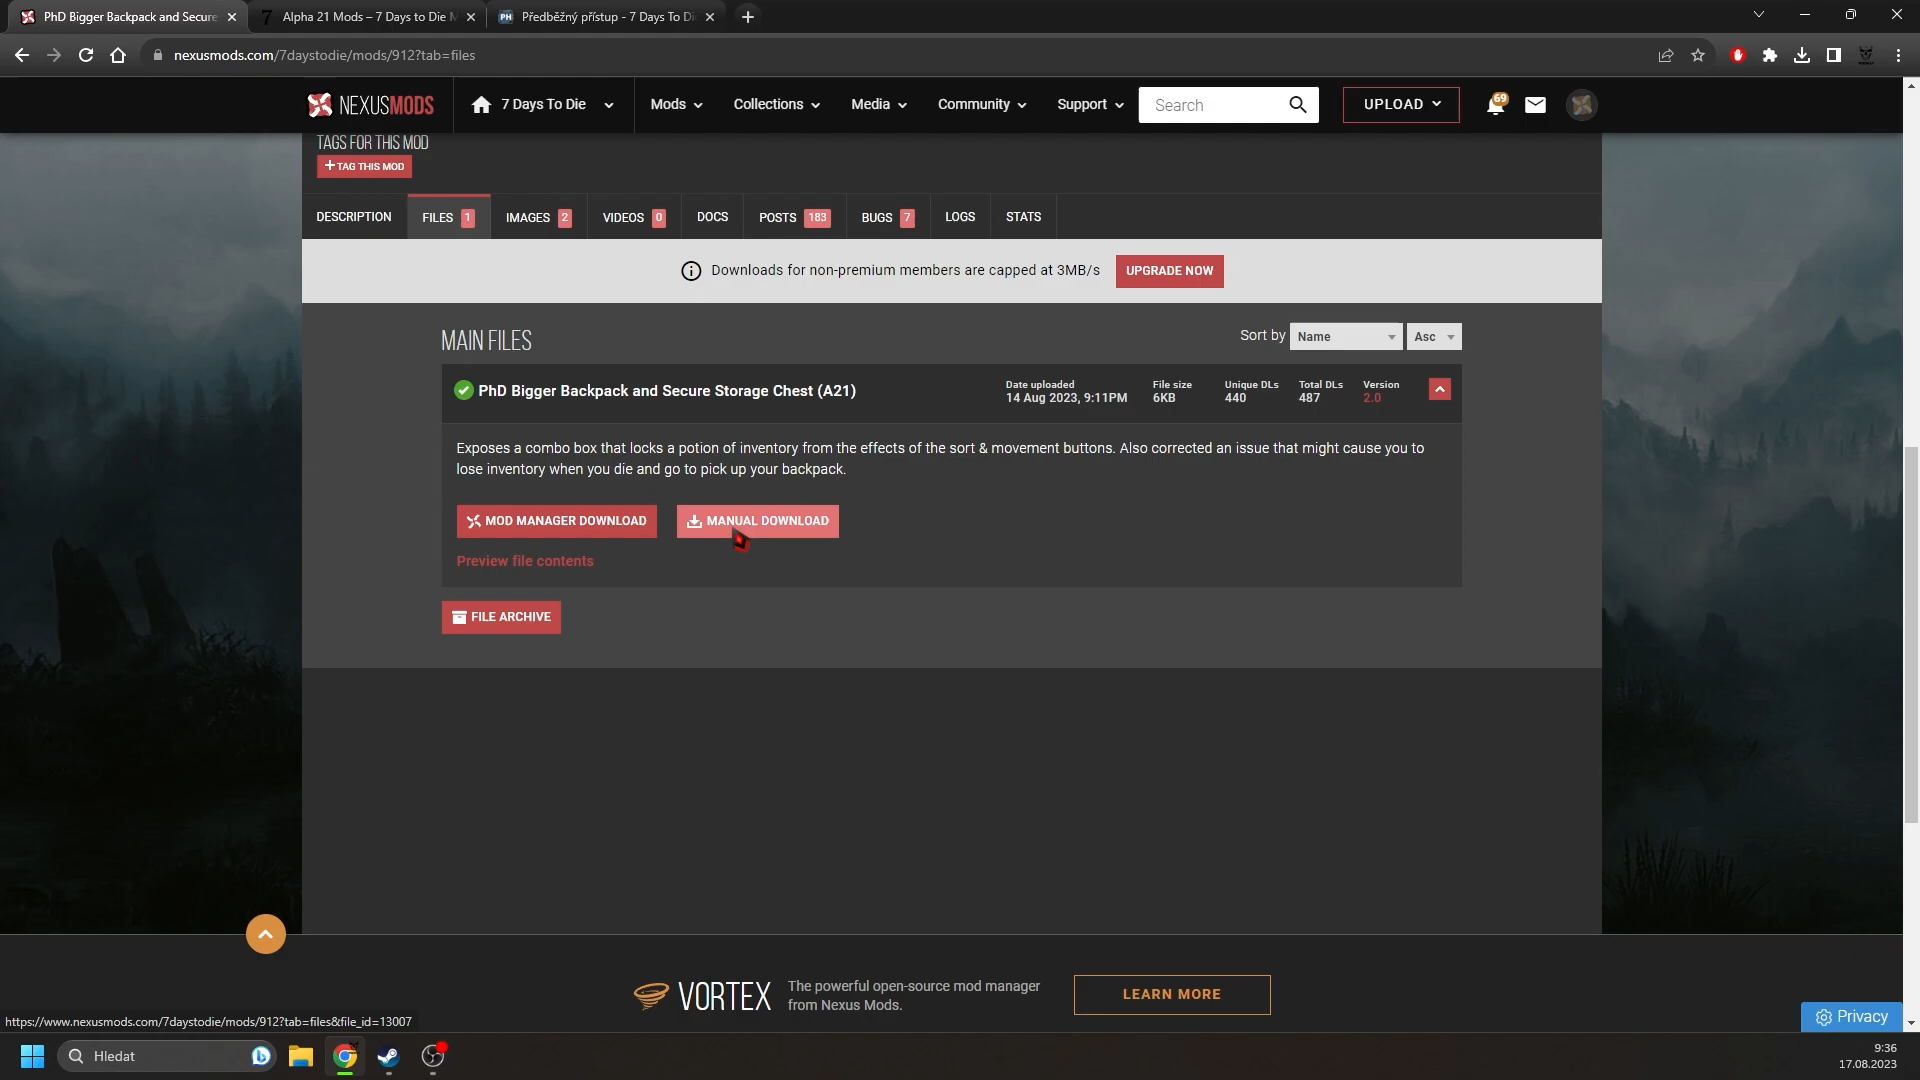 PhD Bigger Backpack and Secure
Alpha 21 Mods – 7 Days to Die M
PH
Předběžný přístup - 7 Days To Di
nexusmods.com/7daystodie/mods/912?tab=files
NEXUSMODS
7 Days To Die
Mods
Collections
Media
Community
Support
Search
UPLOAD
69
TAGS FOR THIS MOD
TAG THIS MOD
DESCRIPTION
FILES 1
IMAGES 2
VIDEOS 0
DOCS
POSTS 183
BUGS 7
LOGS
STATS
Downloads for non-premium members are capped at 3MB/s
UPGRADE NOW
MAIN FILES
Sort by Name Asc
PhD Bigger Backpack and Secure Storage Chest (A21)
Date uploaded
14 Aug 2023, 9:11PM
File size
6KB
Unique DLs
440
Total DLs
487
Version
2.0
Exposes a combo box that locks a potion of inventory from the effects of the sort & movement buttons. Also corrected an issue that might cause you to
lose inventory when you die and go to pick up your backpack.
MOD MANAGER DOWNLOAD
MANUAL DOWNLOAD
Preview file contents
FILE ARCHIVE
VORTEX
The powerful open-source mod manager
from Nexus Mods.
LEARN MORE
Privacy
https://www.nexusmods.com/7daystodie/mods/912?tab=files&file_id=13007
Hledat
9:36
17.08.2023